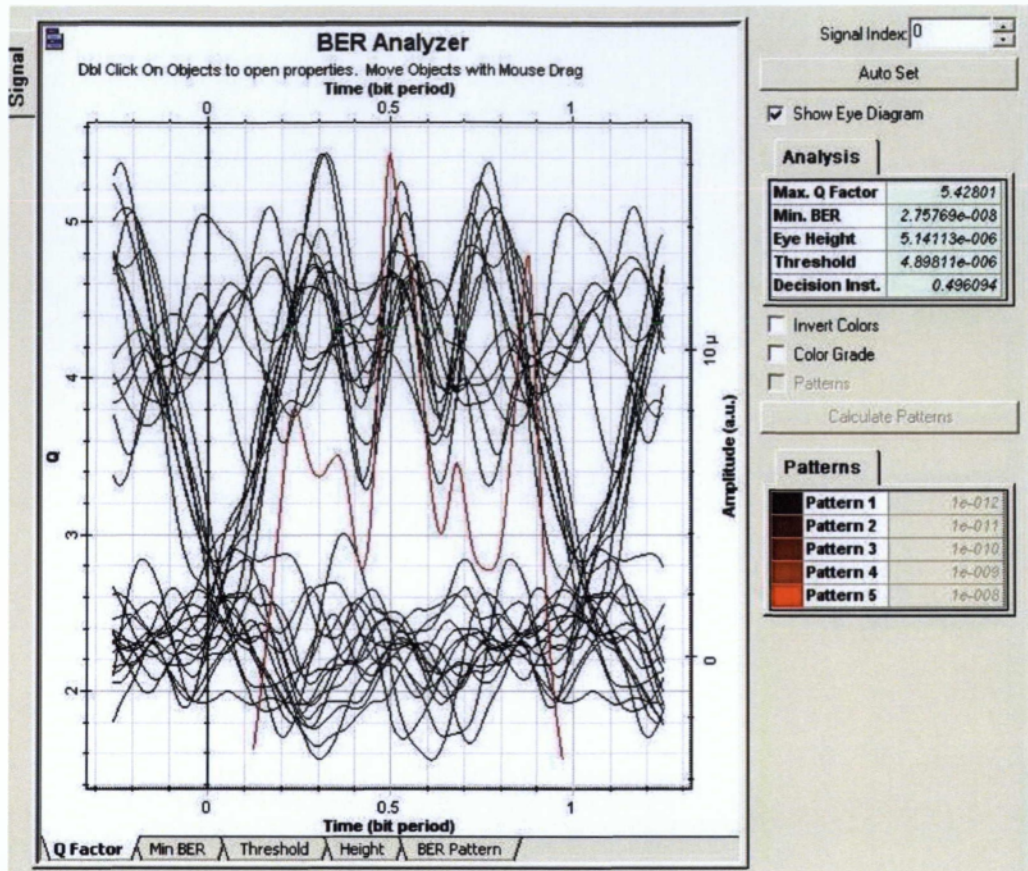 Signal
BER Analyzer
Dbl Click On Objects to open properties. Move Objects with Mouse Drag
Time (bit period)
0 0.5 1
Q
5
4
3
2
Amplitude (a.u.)
10 µ
0
0 0.5 1
Time (bit period)
Q Factor Min BER Threshold Height BER Pattern
Signal Index: 0
Auto Set
Show Eye Diagram
Analysis
Max. Q Factor 5.42801
Min. BER 2.75769e-008
Eye Height 5.14113e-006
Threshold 4.89811e-006
Decision Inst. 0.496094
Invert Colors
Color Grade
Patterns
Calculate Patterns
Patterns
Pattern 1 1e-012
Pattern 2 1e-011
Pattern 3 1e-010
Pattern 4 1e-009
Pattern 5 1e-008